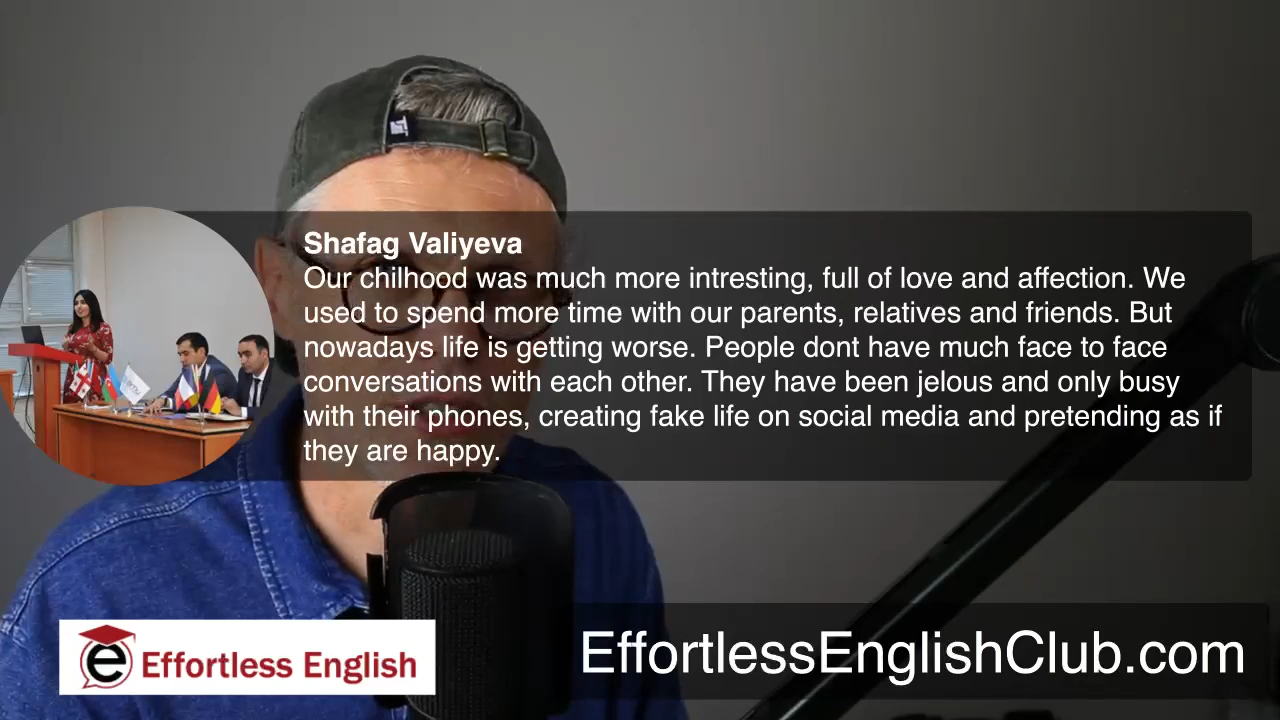 Shafag Valiyeva
Our chilhood was much more intresting, full of love and affection. We
used to spend more time with our parents, relatives and friends. But
nowadays life is getting worse. People dont have much face to face
conversations with each other. They have been jelous and only busy
with their phones, creating fake life on social media and pretending as if
they are happy.
e Effortless English
EffortlessEnglishClub.com